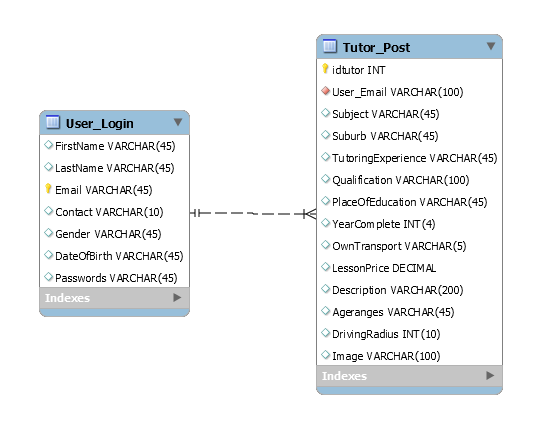 User_Login
FirstName VARCHAR(45)
LastName VARCHAR(45)
Email VARCHAR(45)
Contact VARCHAR(10)
Gender VARCHAR(45)
DateOfBirth VARCHAR(45)
Passwords VARCHAR(45)
Indexes
Tutor_Post
idtutor INT
User_Email VARCHAR(100)
Subject VARCHAR(45)
Suburb VARCHAR(45)
TutoringExperience VARCHAR(45)
Qualification VARCHAR(100)
PlaceOfEducation VARCHAR(45)
YearComplete INT(4)
OwnTransport VARCHAR(5)
LessonPrice DECIMAL
Description VARCHAR(200)
Ageranges VARCHAR(45)
DrivingRadius INT(10)
Image VARCHAR(100)
Indexes